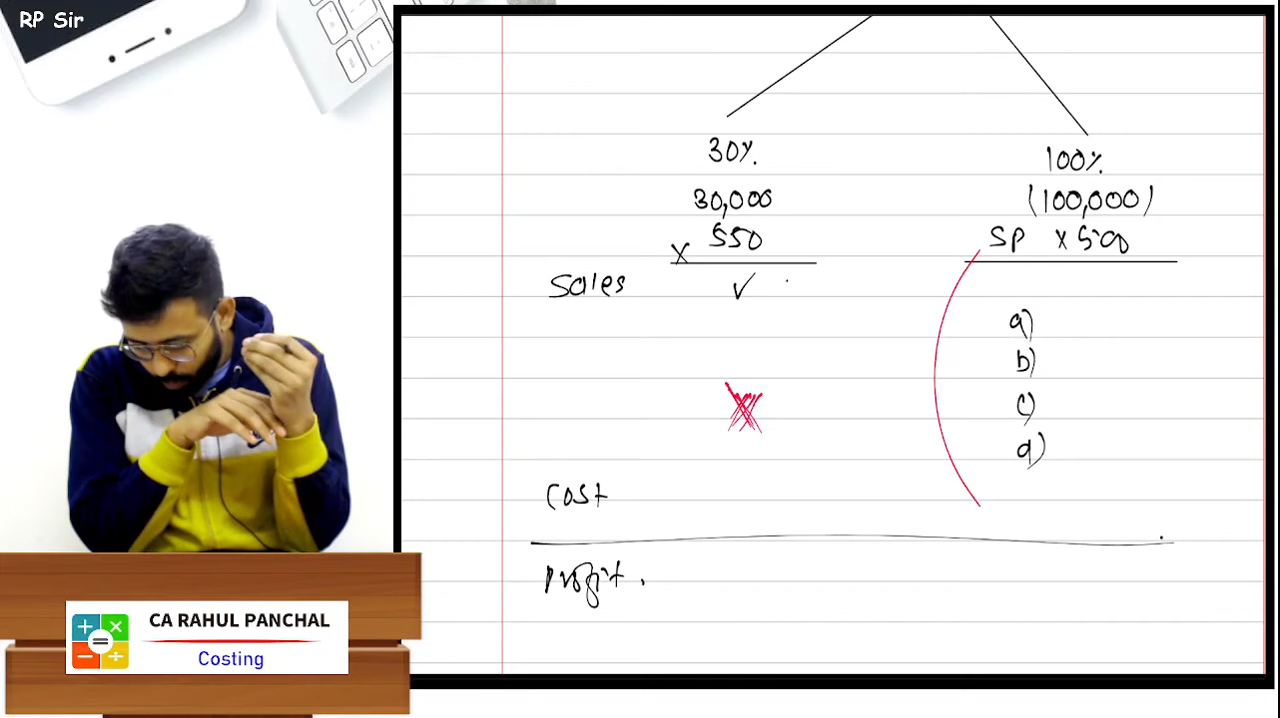 RP Sir
30%
100%
30,000
(100,000)
x 550
SP x 500
Sales ✓
a)
b)
c)
d)
Cost
Profit.
CA RAHUL PANCHAL
Costing